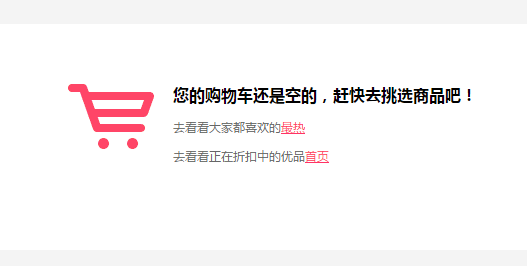 您的购物车还是空的，赶快去挑选商品吧！
去看看大家都喜欢的最热
去看看正在折扣中的优品首页